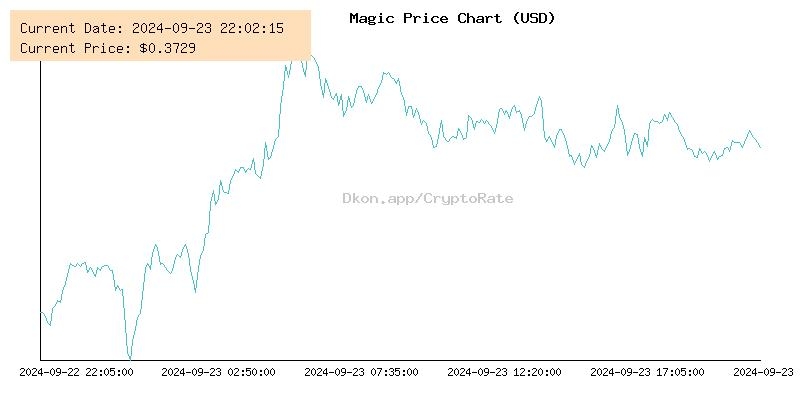 Magic Price Chart (USD)
Current Date: 2024-09-23 22:02:15
Current Price: $0.3729
Dkon.app/CryptoRate
2024-09-22 22:05:00 2024-09-23 02:50:00 2024-09-23 07:35:00 2024-09-23 12:20:00 2024-09-23 17:05:00 2024-09-23